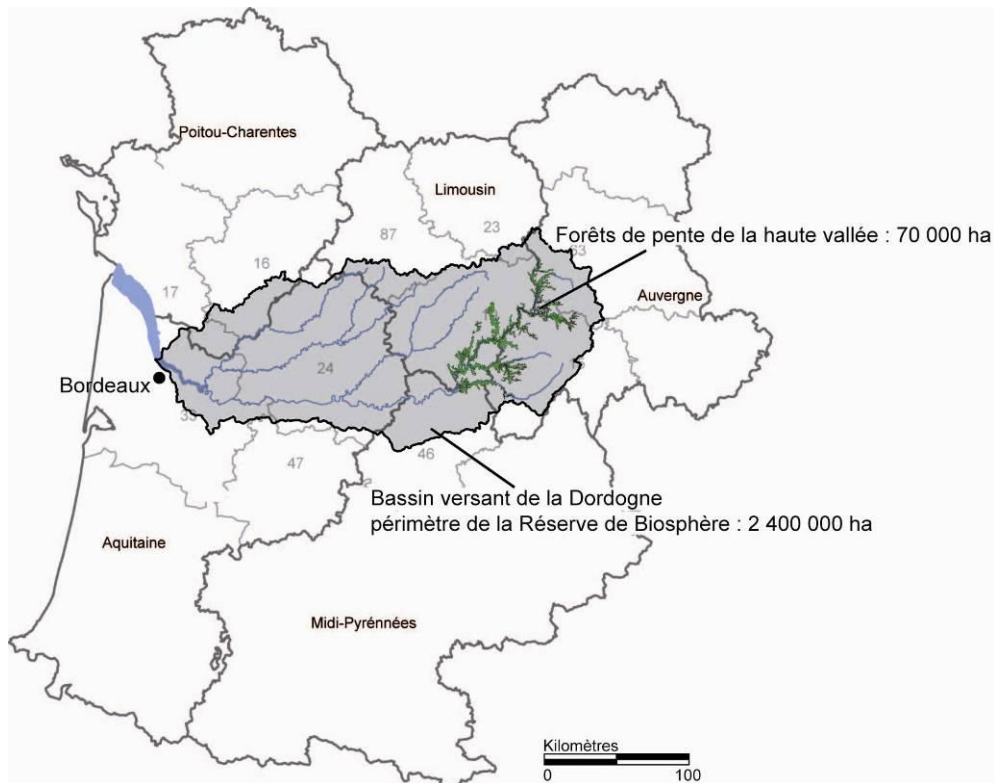 Poitou-Charentes
Limousin
87
23
Forêts de pente de la haute vallée : 70 000 ha
63
16
17
Auvergne
24
Bordeaux
33
47
46
Bassin versant de la Dordogne
périmètre de la Réserve de Biosphère : 2 400 000 ha
Aquitaine
Midi-Pyrénnées
Kilomètres
0 100